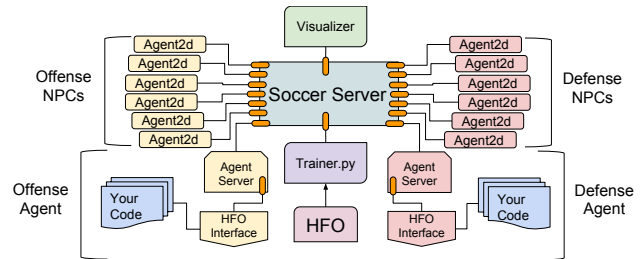 Visualizer
Offense
NPCs
Agent2d
Agent2d
Agent2d
Agent2d
Agent2d
Agent2d
Soccer Server
Agent2d
Agent2d
Agent2d
Agent2d
Agent2d
Agent2d
Defense
NPCs
Offense
Agent
Your
Code
Agent
Server
HFO
Interface
Trainer.py
HFO
Agent
Server
HFO
Interface
Your
Code
Defense
Agent